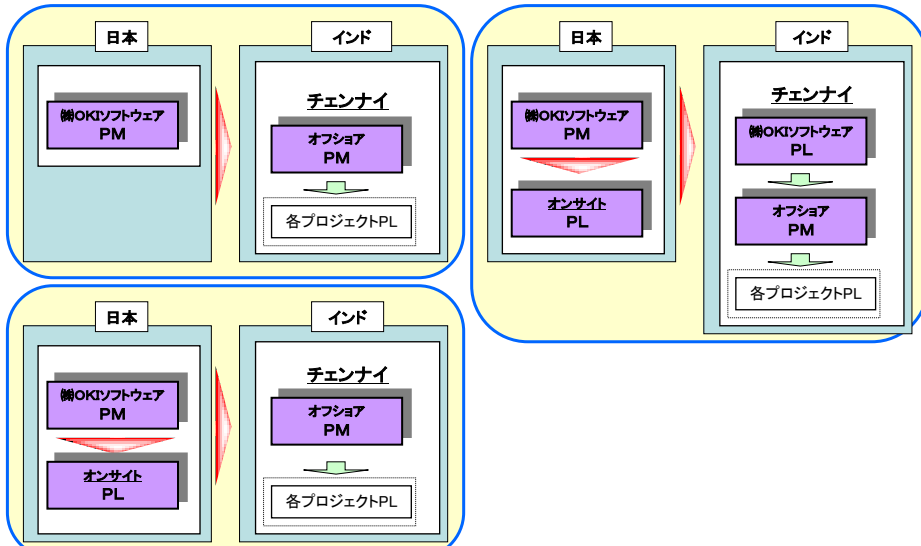 日本
㈱OKIソフトウェア
PM
インド
チェンナイ
オフショア
PM
各プロジェクトPL
日本
㈱OKIソフトウェア
PM
オンサイト
PL
インド
チェンナイ
㈱OKIソフトウェア
PL
オフショア
PM
各プロジェクトPL
日本
㈱OKIソフトウェア
PM
オンサイト
PL
インド
チェンナイ
オフショア
PM
各プロジェクトPL